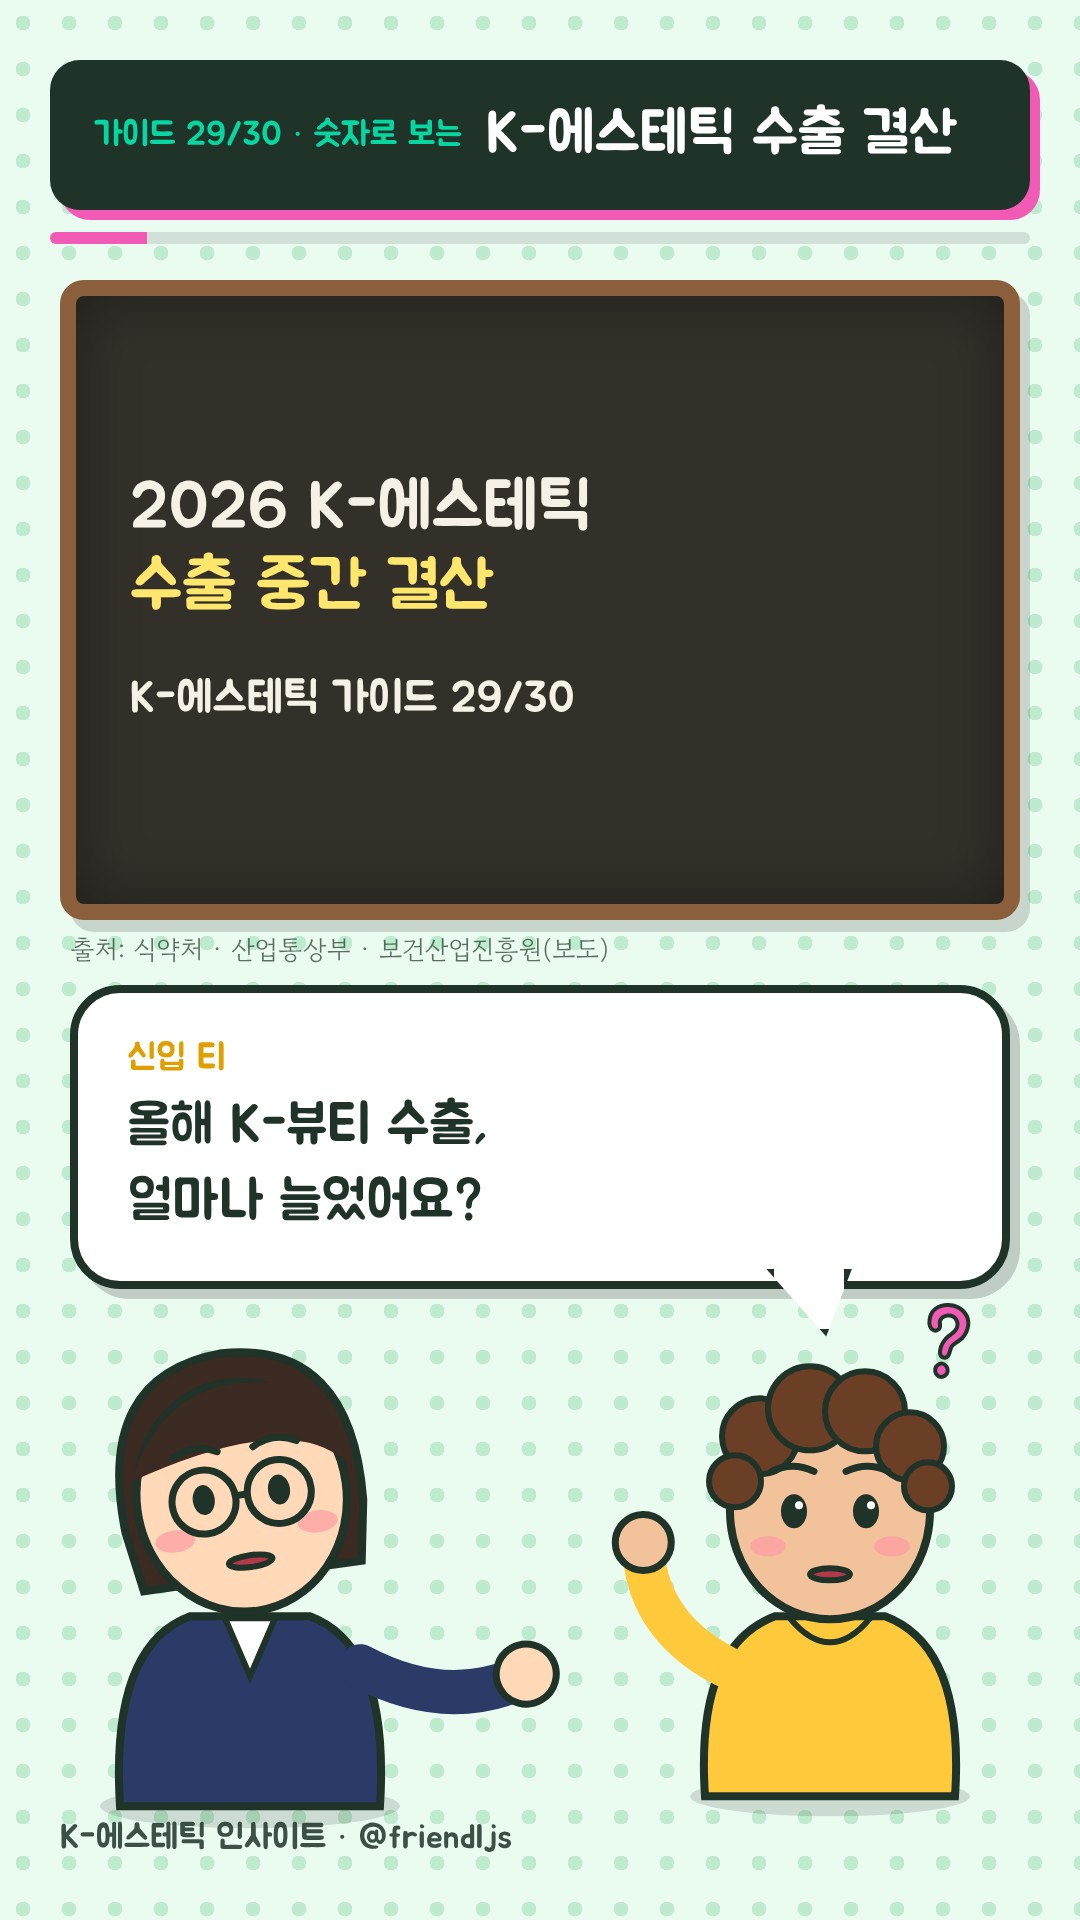 가이드 29/30 · 숫자로 보는 K-에스테틱 수출 결산
2026 K-에스테틱
수출 중간 결산
K-에스테틱 가이드 29/30
출처: 식약처 · 산업통상부 · 보건산업진흥원(보도)
신입 티
올해 K-뷰티 수출,
얼마나 늘었어요?
?
K-에스테틱 인사이트 · @friendljs